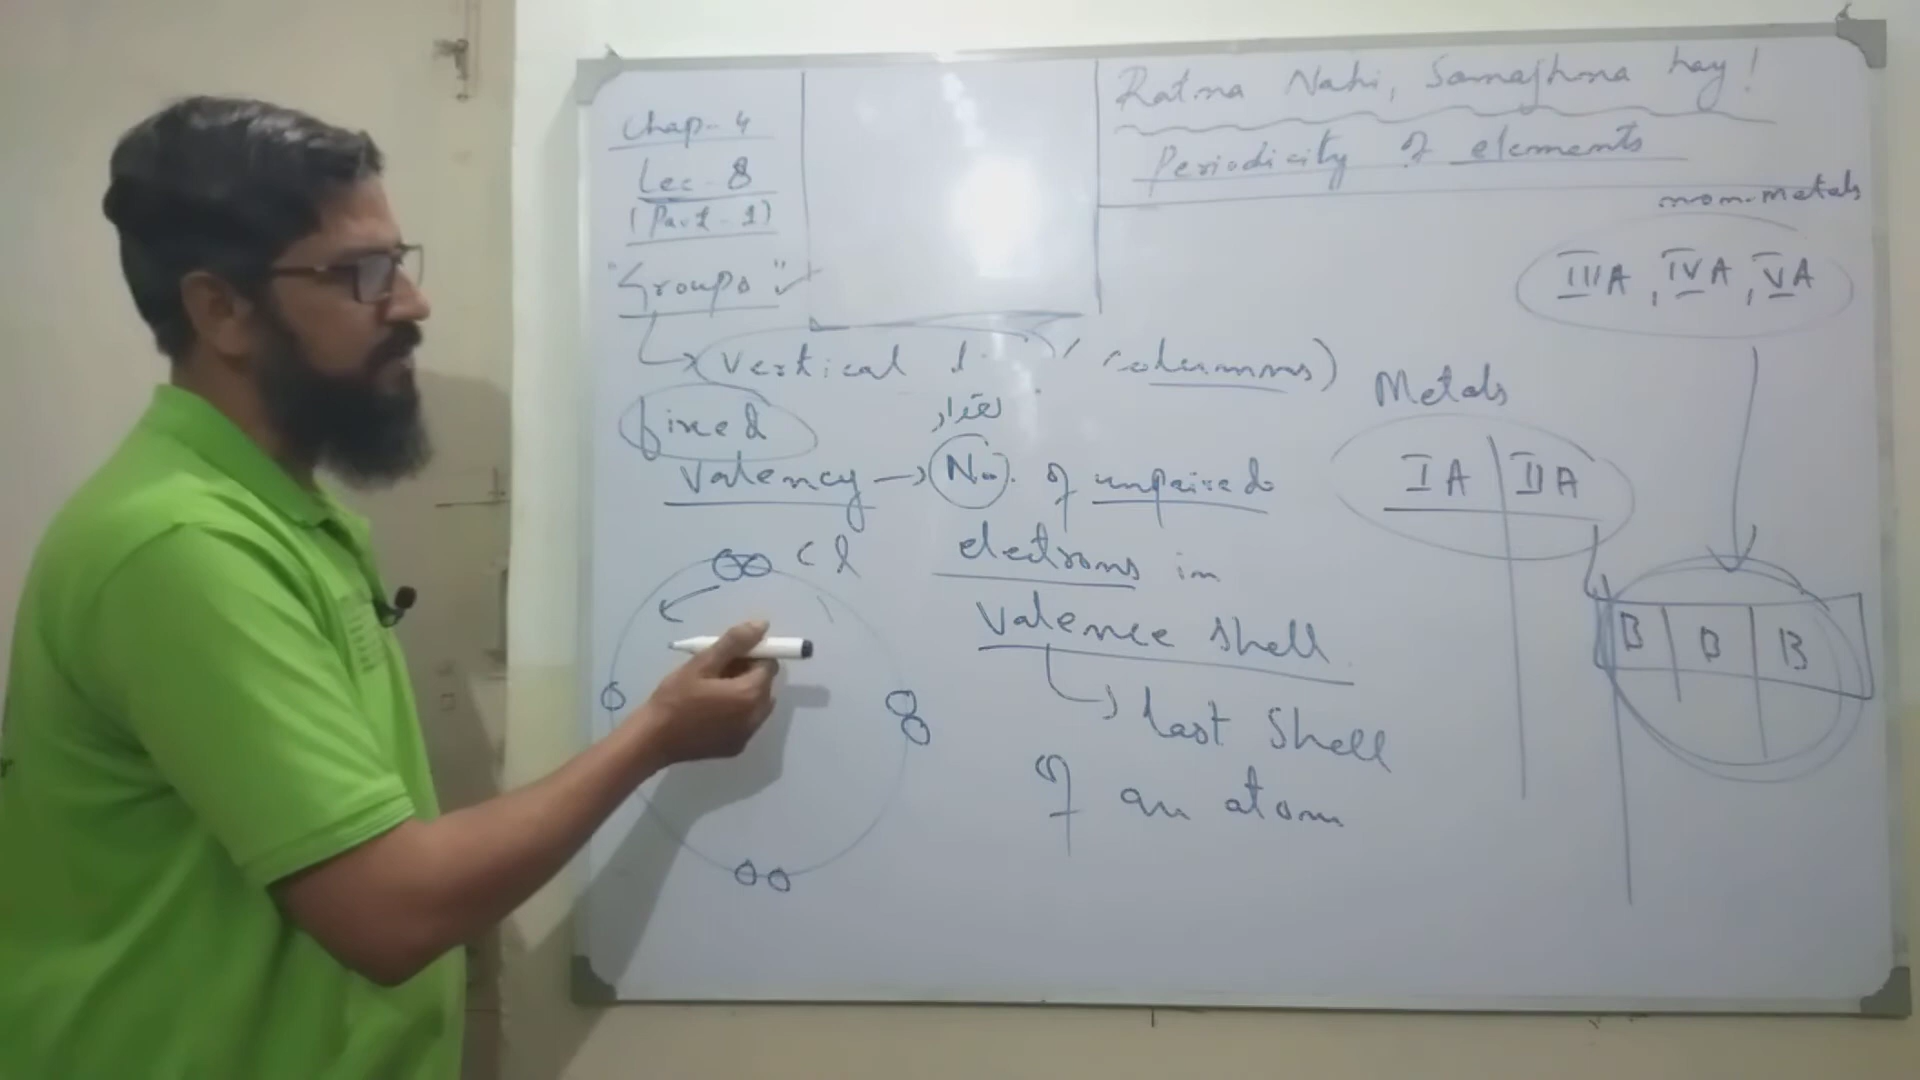 Chap-4
Lec-8
(Part-1)
"Groups"
Ratna Nahi, Samajhna hay!
Periodicity of elements
non-metals
IIIA, IVA, VA
Vertical columns)
Metals
IA IIA
fixed
تعداد
Valency → No. of unpaired
electrons in
Valence shell
Cl
last Shell
of an atom
B B B